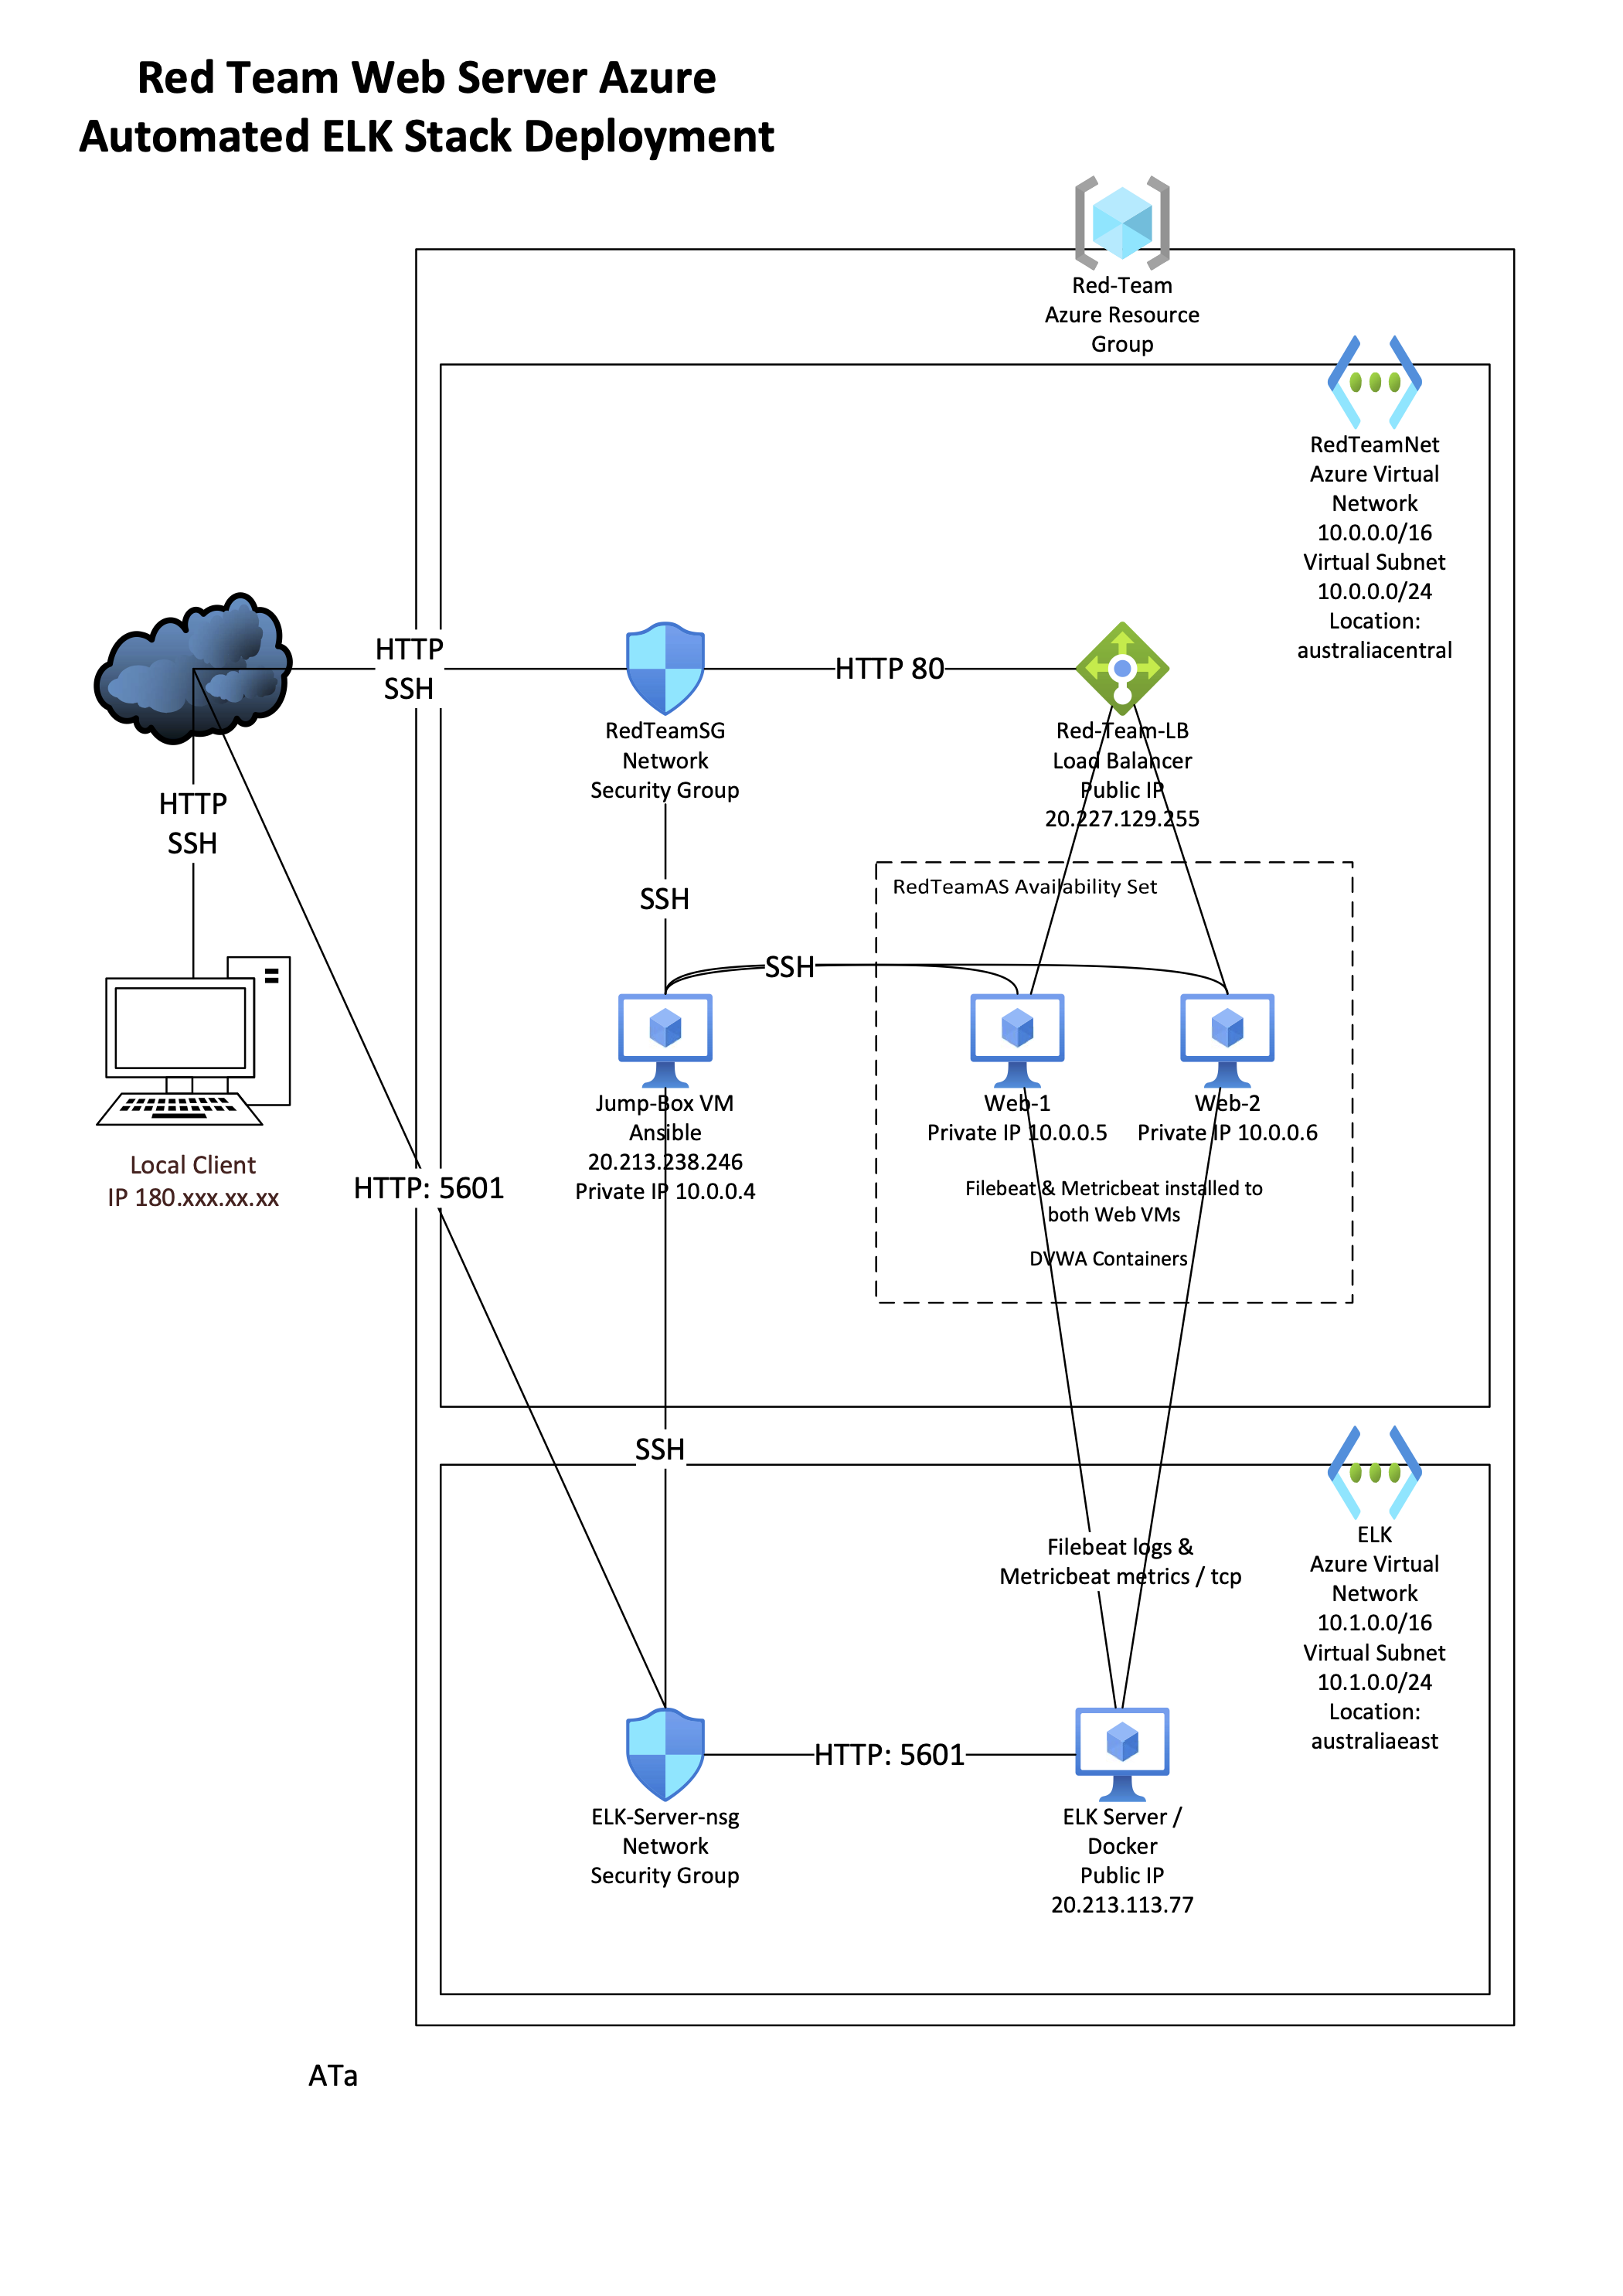 Red Team Web Server Azure
Automated ELK Stack Deployment
Red-Team
Azure Resource
Group
RedTeamNet
Azure Virtual
Network
10.0.0.0/16
Virtual Subnet
10.0.0.0/24
Location:
australiacentral
HTTP
SSH
HTTP 80
RedTeamSG
Network
Security Group
Red-Team-LB
Load Balancer
Public IP
20.227.129.255
HTTP
SSH
SSH
RedTeamAS Availability Set
SSH
Jump-Box VM
Ansible
20.213.238.246
Private IP 10.0.0.4
Web-1
Private IP 10.0.0.5
Web-2
Private IP 10.0.0.6
Local Client
IP 180.xxx.xx.xx
HTTP: 5601
Filebeat & Metricbeat installed to
both Web VMs
DVWA Containers
SSH
ELK
Azure Virtual
Network
10.1.0.0/16
Virtual Subnet
10.1.0.0/24
Location:
australiaeast
Filebeat logs &
Metricbeat metrics / tcp
HTTP: 5601
ELK-Server-nsg
Network
Security Group
ELK Server /
Docker
Public IP
20.213.113.77
ATa